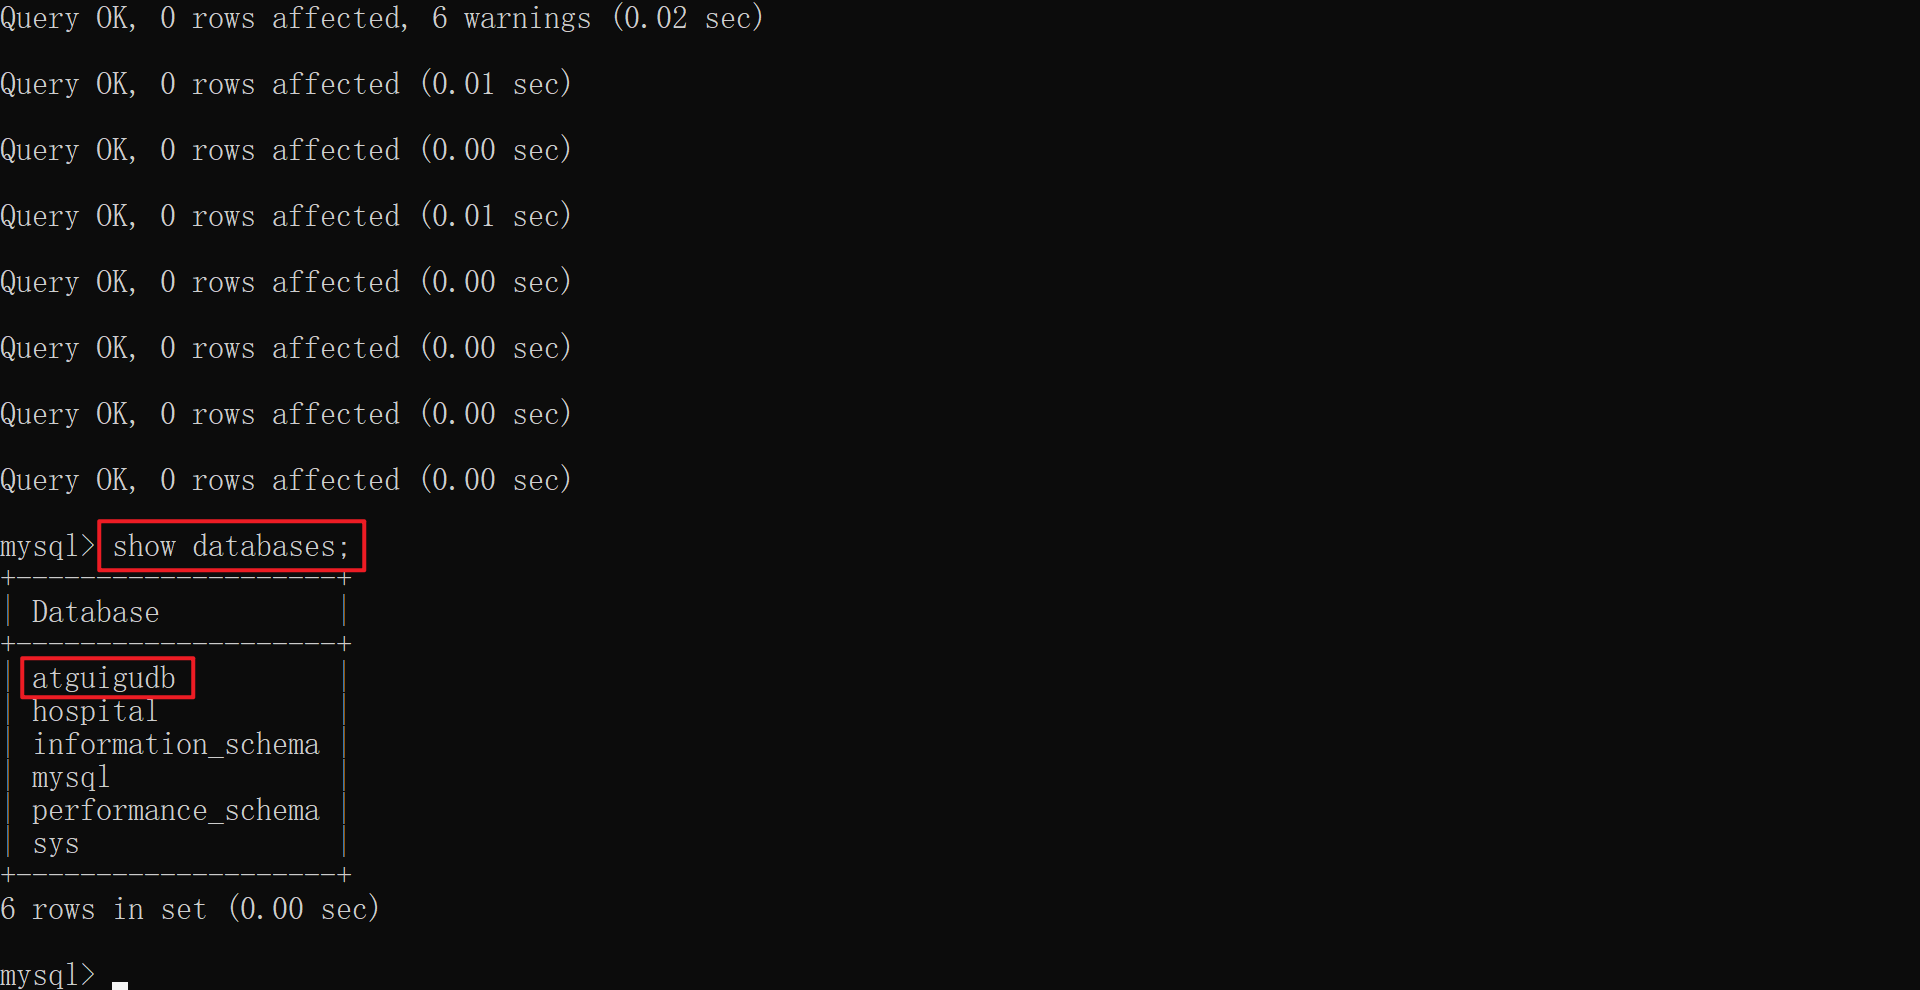 Query OK, 0 rows affected, 6 warnings (0.02 sec)
Query OK, 0 rows affected (0.01 sec)
Query OK, 0 rows affected (0.00 sec)
Query OK, 0 rows affected (0.01 sec)
Query OK, 0 rows affected (0.00 sec)
Query OK, 0 rows affected (0.00 sec)
Query OK, 0 rows affected (0.00 sec)
Query OK, 0 rows affected (0.00 sec)
mysql> show databases;
+--------------------+
| Database           |
+--------------------+
| atguigudb          |
| hospital           |
| information_schema |
| mysql              |
| performance_schema |
| sys                |
+--------------------+
6 rows in set (0.00 sec)
mysql>